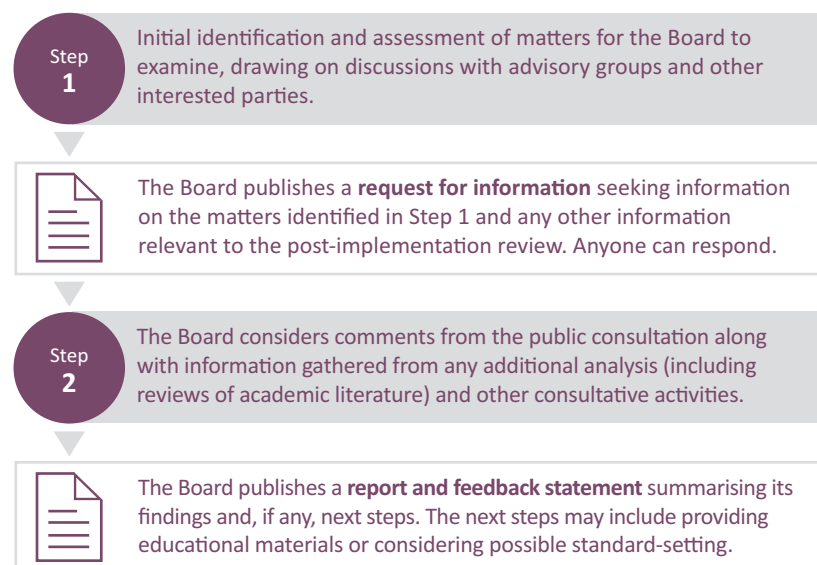 Step
1
Initial identification and assessment of matters for the Board to
examine, drawing on discussions with advisory groups and other
interested parties.
The Board publishes a request for information seeking information
on the matters identified in Step 1 and any other information
relevant to the post-implementation review. Anyone can respond.
Step
2
The Board considers comments from the public consultation along
with information gathered from any additional analysis (including
reviews of academic literature) and other consultative activities.
The Board publishes a report and feedback statement summarising its
findings and, if any, next steps. The next steps may include providing
educational materials or considering possible standard-setting.